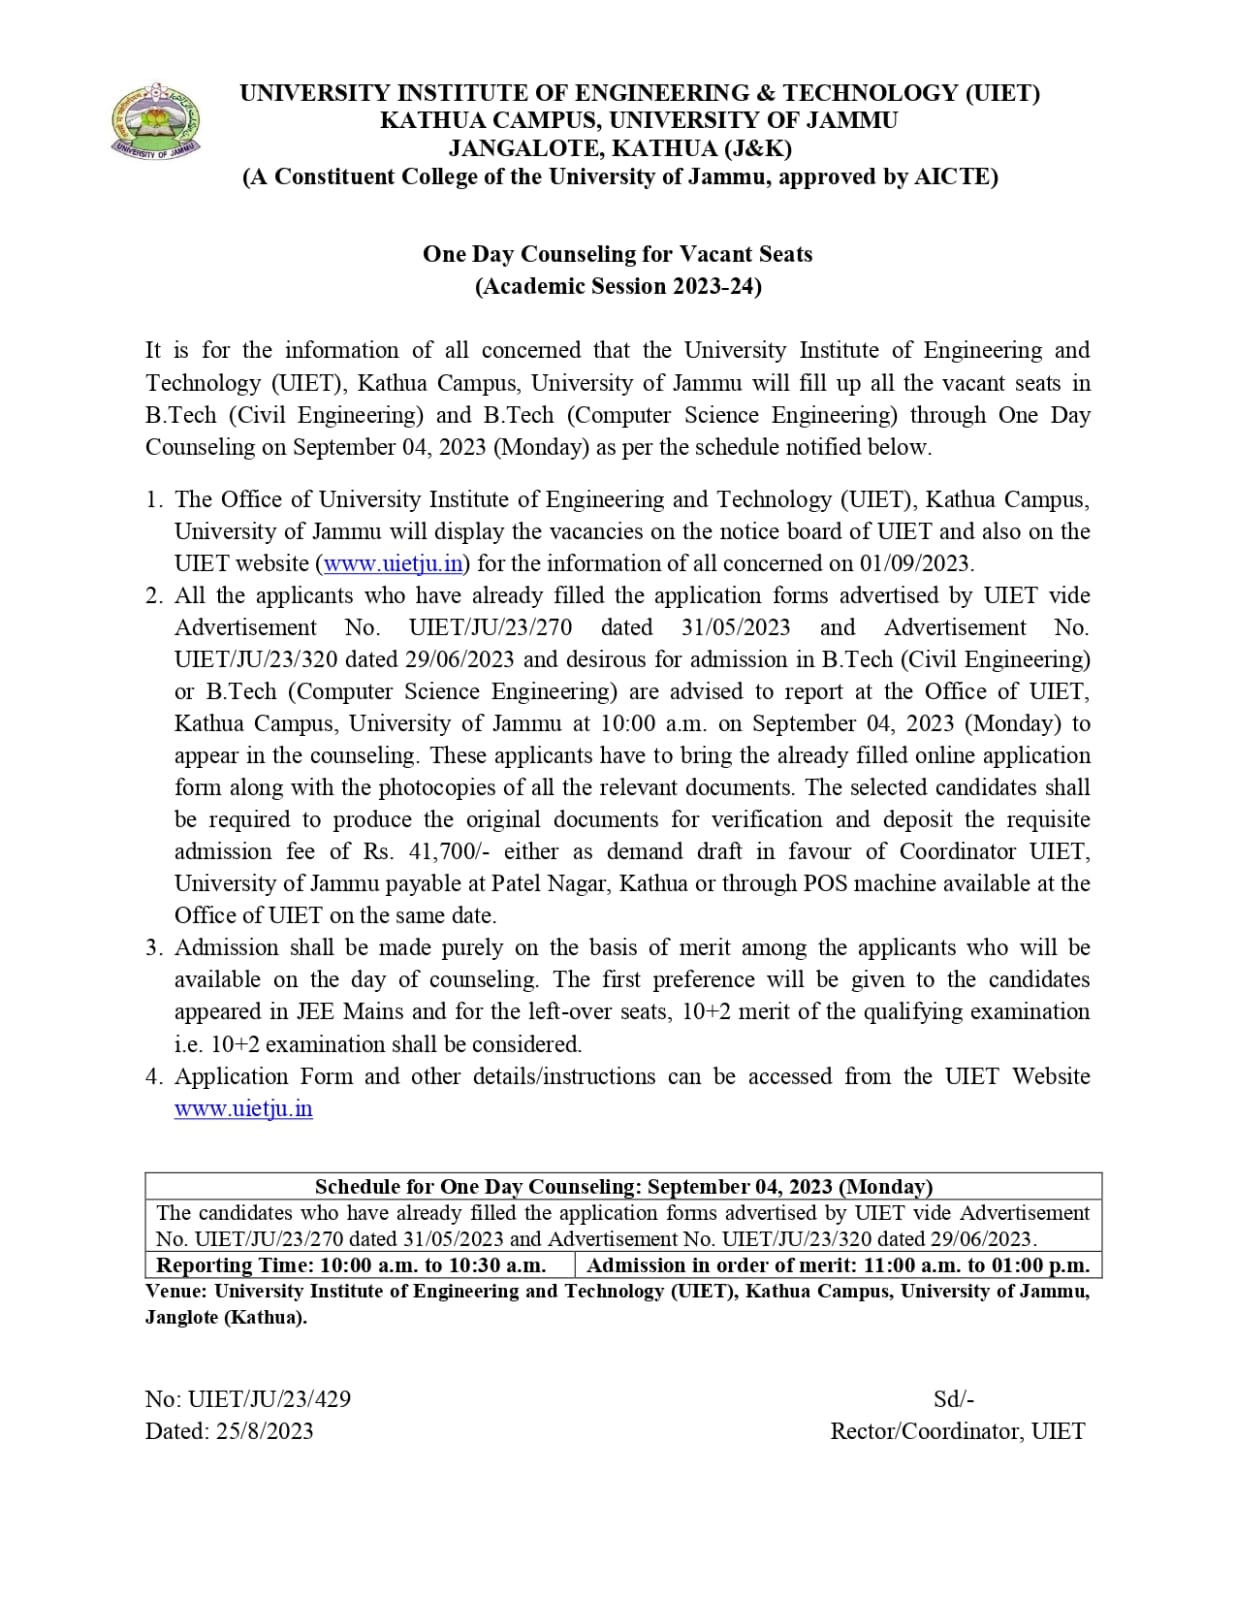 UNIVERSITY OF JAMMU
UNIVERSITY INSTITUTE OF ENGINEERING & TECHNOLOGY (UIET)
KATHUA CAMPUS, UNIVERSITY OF JAMMU
JANGALOTE, KATHUA (J&K)
(A Constituent College of the University of Jammu, approved by AICTE)
One Day Counseling for Vacant Seats
(Academic Session 2023-24)
It is for the information of all concerned that the University Institute of Engineering and
Technology (UIET), Kathua Campus, University of Jammu will fill up all the vacant seats in
B.Tech (Civil Engineering) and B.Tech (Computer Science Engineering) through One Day
Counseling on September 04, 2023 (Monday) as per the schedule notified below.
1. The Office of University Institute of Engineering and Technology (UIET), Kathua Campus,
University of Jammu will display the vacancies on the notice board of UIET and also on the
UIET website (www.uietju.in) for the information of all concerned on 01/09/2023.
2. All the applicants who have already filled the application forms advertised by UIET vide
Advertisement No. UIET/JU/23/270 dated 31/05/2023 and Advertisement No.
UIET/JU/23/320 dated 29/06/2023 and desirous for admission in B.Tech (Civil Engineering)
or B.Tech (Computer Science Engineering) are advised to report at the Office of UIET,
Kathua Campus, University of Jammu at 10:00 a.m. on September 04, 2023 (Monday) to
appear in the counseling. These applicants have to bring the already filled online application
form along with the photocopies of all the relevant documents. The selected candidates shall
be required to produce the original documents for verification and deposit the requisite
admission fee of Rs. 41,700/- either as demand draft in favour of Coordinator UIET,
University of Jammu payable at Patel Nagar, Kathua or through POS machine available at the
Office of UIET on the same date.
3. Admission shall be made purely on the basis of merit among the applicants who will be
available on the day of counseling. The first preference will be given to the candidates
appeared in JEE Mains and for the left-over seats, 10+2 merit of the qualifying examination
i.e. 10+2 examination shall be considered.
4. Application Form and other details/instructions can be accessed from the UIET Website
www.uietju.in
Schedule for One Day Counseling: September 04, 2023 (Monday)
The candidates who have already filled the application forms advertised by UIET vide Advertisement
No. UIET/JU/23/270 dated 31/05/2023 and Advertisement No. UIET/JU/23/320 dated 29/06/2023.
Reporting Time: 10:00 a.m. to 10:30 a.m. Admission in order of merit: 11:00 a.m. to 01:00 p.m.
Venue: University Institute of Engineering and Technology (UIET), Kathua Campus, University of Jammu,
Janglote (Kathua).
No: UIET/JU/23/429 Sd/-
Dated: 25/8/2023 Rector/Coordinator, UIET